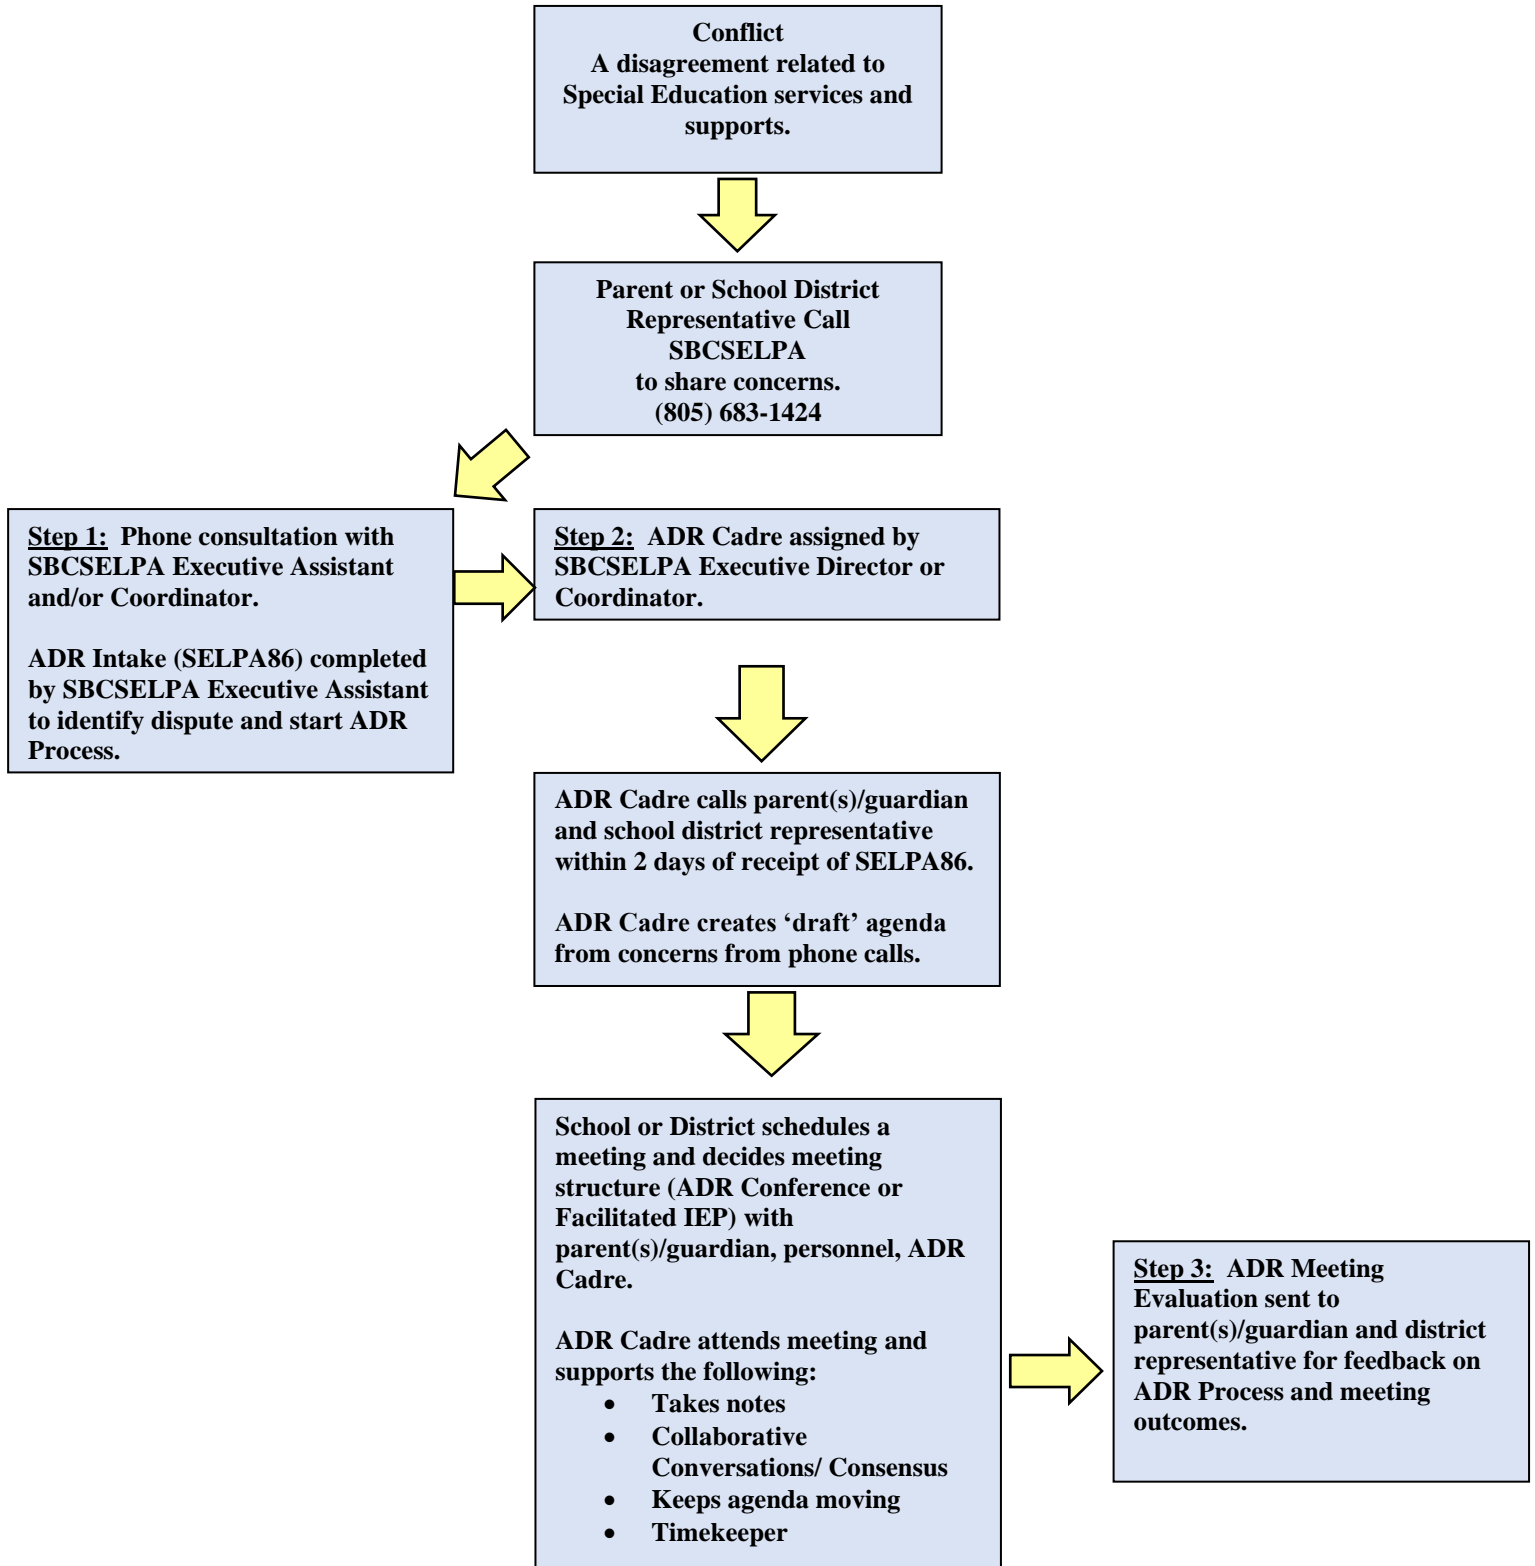 Conflict
A disagreement related to
Special Education services and
supports.
Parent or School District
Representative Call
SBCSELPA
to share concerns.
(805) 683-1424
Step 1: Phone consultation with
SBCSELPA Executive Assistant
and/or Coordinator.
ADR Intake (SELPA86) completed
by SBCSELPA Executive Assistant
to identify dispute and start ADR
Process.
Step 2: ADR Cadre assigned by
SBCSELPA Executive Director or
Coordinator.
ADR Cadre calls parent(s)/guardian
and school district representative
within 2 days of receipt of SELPA86.
ADR Cadre creates ‘draft’ agenda
from concerns from phone calls.
School or District schedules a
meeting and decides meeting
structure (ADR Conference or
Facilitated IEP) with
parent(s)/guardian, personnel, ADR
Cadre.
ADR Cadre attends meeting and
supports the following:
• Takes notes
• Collaborative
Conversations/ Consensus
• Keeps agenda moving
• Timekeeper
Step 3: ADR Meeting
Evaluation sent to
parent(s)/guardian and district
representative for feedback on
ADR Process and meeting
outcomes.